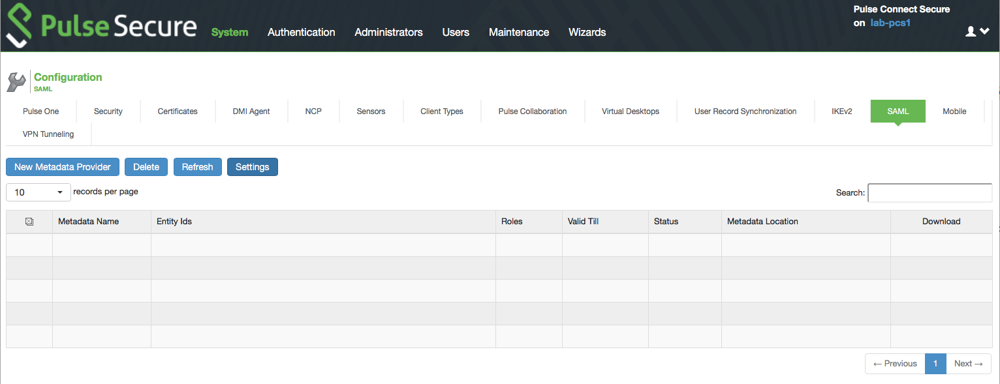 Pulse Secure
System Authentication Administrators Users Maintenance Wizards
Pulse Connect Secure
on lab-pcs1
Configuration
SAML
Pulse One Security Certificates DMI Agent NCP Sensors Client Types Pulse Collaboration Virtual Desktops User Record Synchronization IKEv2 SAML Mobile
VPN Tunneling
New Metadata Provider Delete Refresh Settings
10 records per page Search:
Metadata Name Entity Ids Roles Valid Till Status Metadata Location Download
← Previous 1 Next →